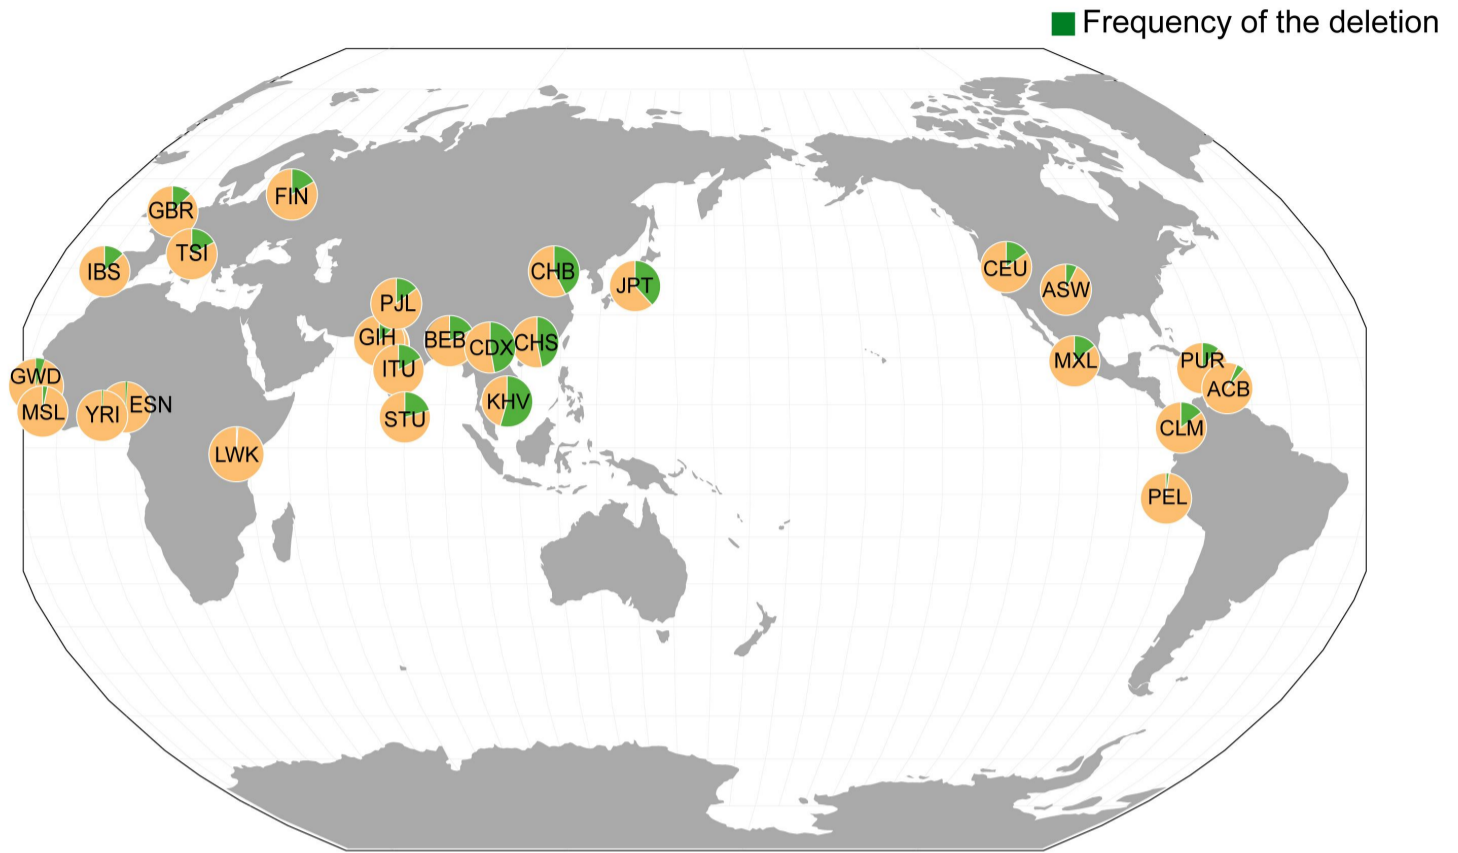 Frequency of the deletion
FIN
GBR
TSI
IBS
CHB
JPT
CEU
ASW
PJL
GIH
BEB
CDX
CHS
ITU
MXL
PUR
GWD
ACB
MSL
YRI
ESN
KHV
STU
CLM
LWK
PEL